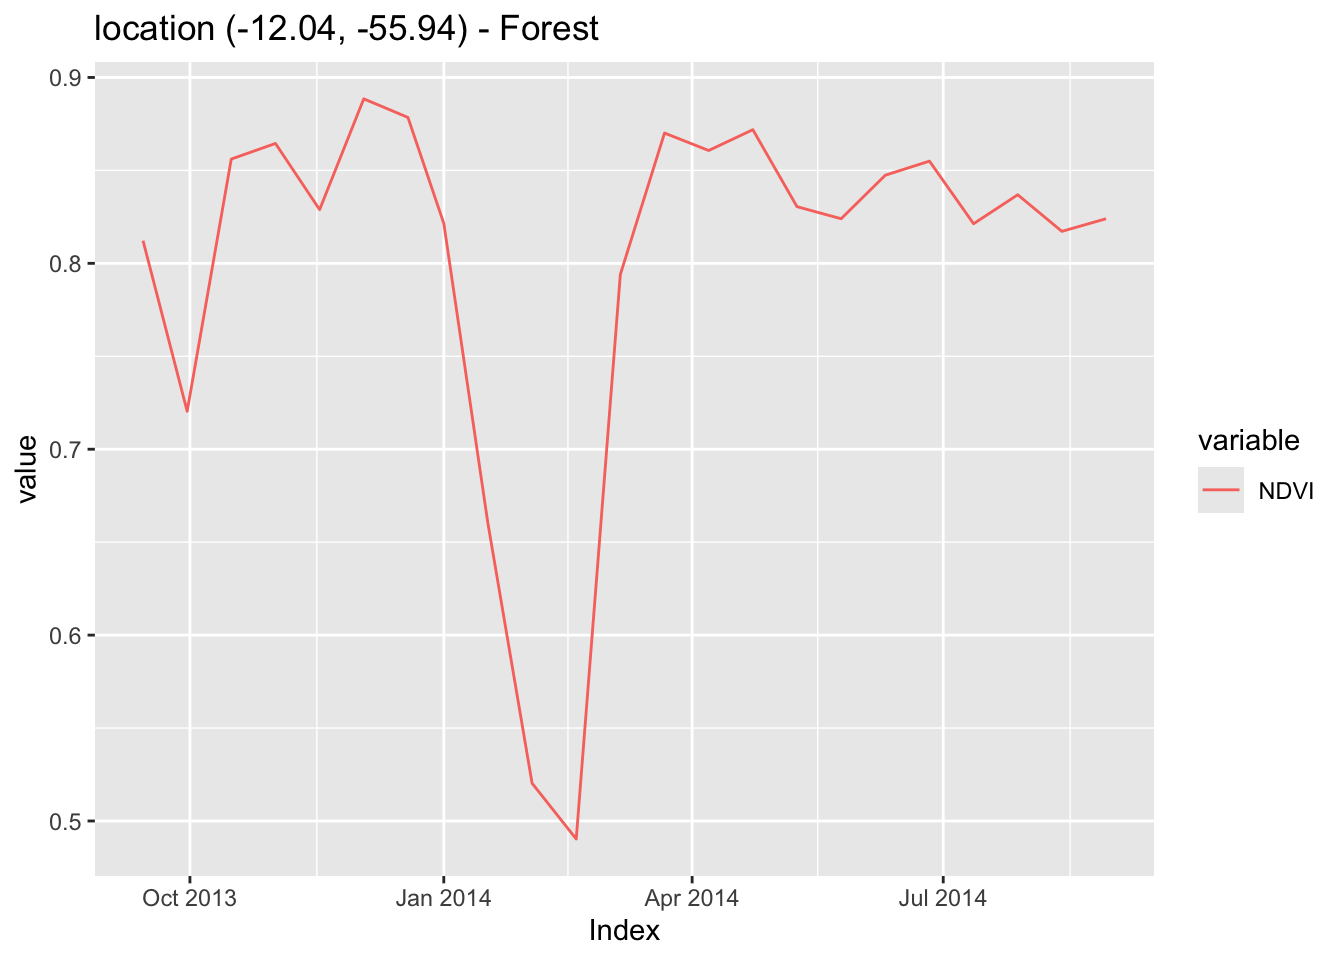 location (-12.04, -55.94) - Forest
0.9
0.8
0.7
0.6
0.5
value
Oct 2013
Jan 2014
Apr 2014
Jul 2014
Index
variable
NDVI